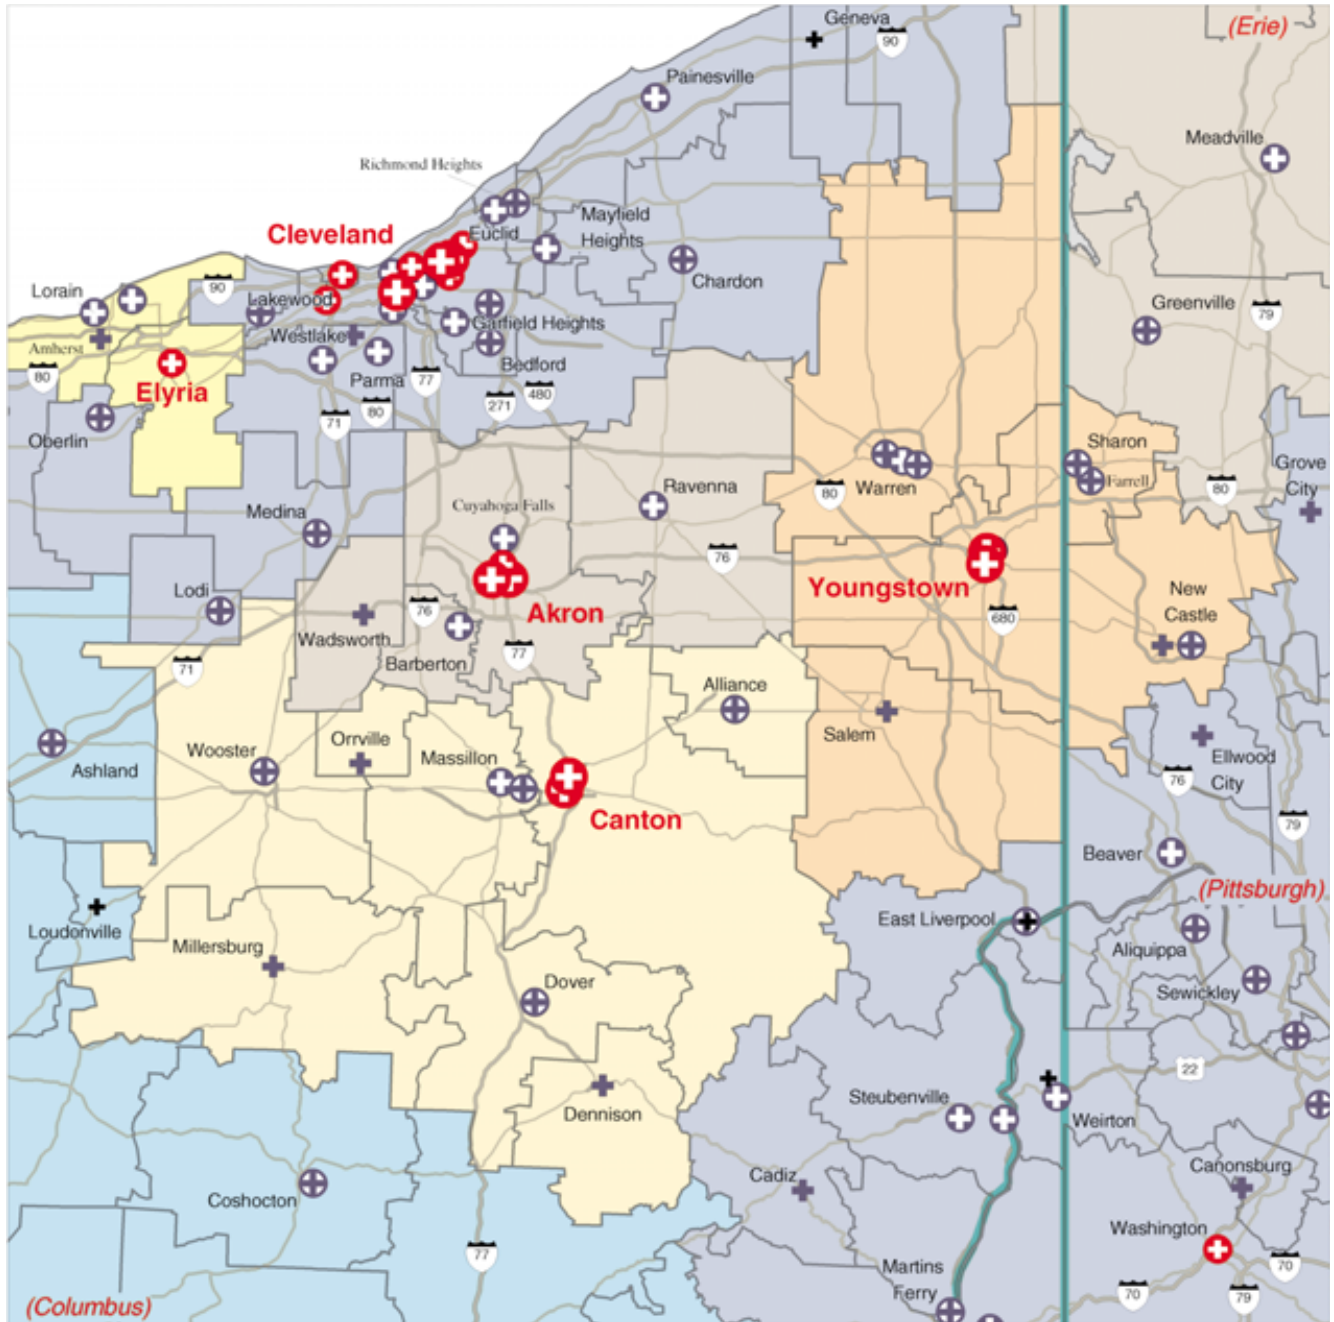 Geneva
(Erie)
90
Painesville
Meadville
Richmond Heights
Mayfield
Heights
Cleveland
Euclid
Chardon
Lorain
90
Lakewood
Greenville
79
Garfield Heights
Westlake
Amherst
Bedford
80
Parma
77
480
Elyria
271
80
71
Oberlin
Sharon
Grove
City
Ravenna
Warren
Farrell
80
80
Medina
Cuyahoga Falls
76
Youngstown
New
Castle
Lodi
76
Akron
680
Wadsworth
Barberton
77
71
Alliance
Salem
Orrville
Wooster
Massillon
Ashland
Ellwood
City
76
Canton
79
Beaver
(Pittsburgh)
East Liverpool
Loudonville
Millersburg
Aliquippa
Dover
Sewickley
22
Steubenville
Dennison
Weirton
Canonsburg
Cadiz
Coshocton
Washington
77
Martins
Ferry
70
70
79
(Columbus)